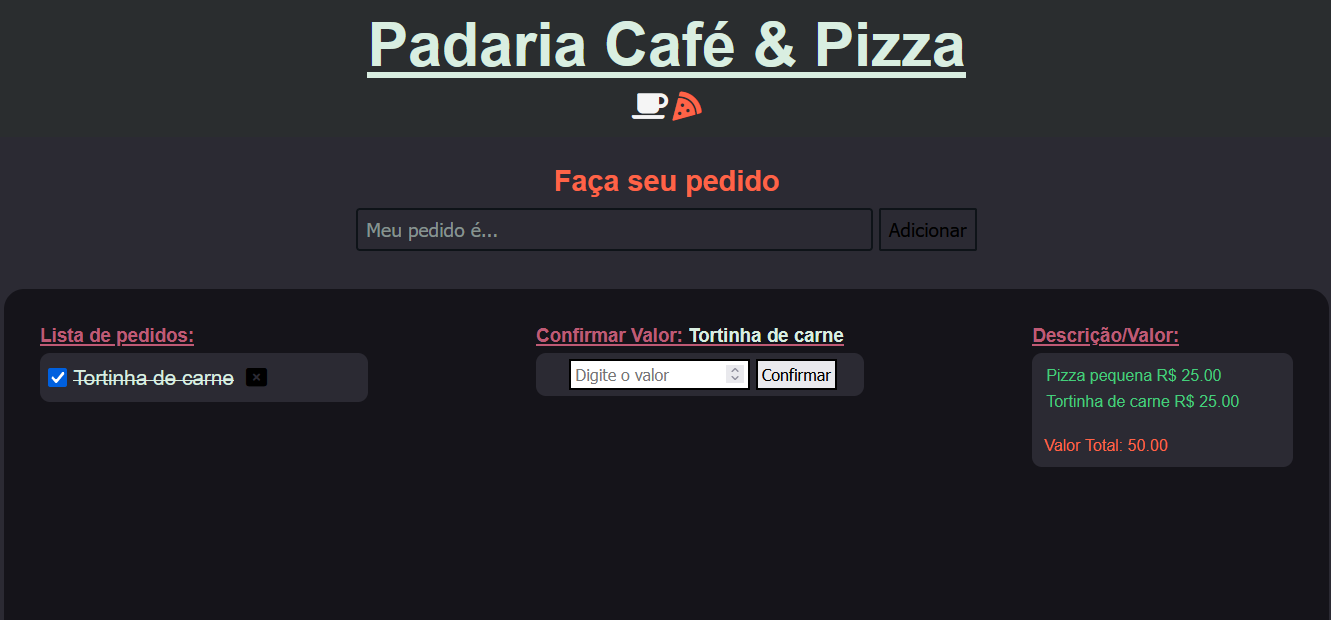 Padaria Café & Pizza
Faça seu pedido
Meu pedido é...
Adicionar
Lista de pedidos:
Tortinha de carne
Confirmar Valor: Tortinha de carne
Digite o valor
Confirmar
Descrição/Valor:
Pizza pequena R$ 25.00
Tortinha de carne R$ 25.00
Valor Total: 50.00